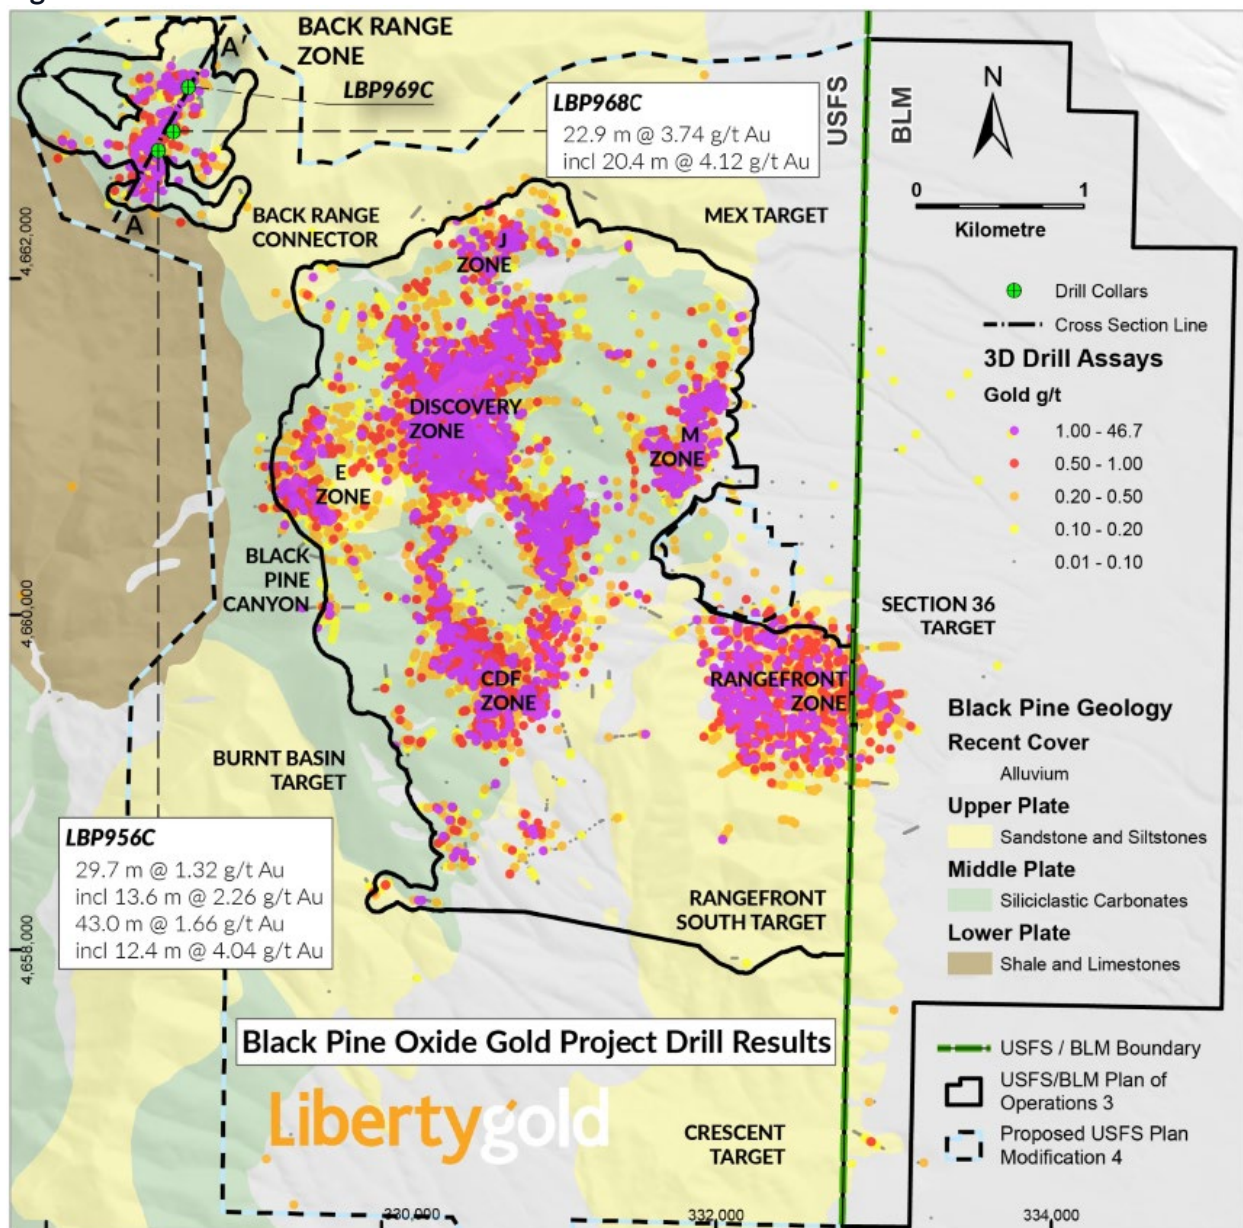 BACK RANGE
ZONE
A'
LBP969C
LBP968C
22.9 m @ 3.74 g/t Au
incl 20.4 m @ 4.12 g/t Au
USFS
BLM
N
0 1
Kilometre
A
BACK RANGE
CONNECTOR
MEX TARGET
4,662,000
J
ZONE
Drill Collars
Cross Section Line
3D Drill Assays
Gold g/t
1.00 - 46.7
0.50 - 1.00
0.20 - 0.50
0.10 - 0.20
0.01 - 0.10
DISCOVERY
ZONE
M
ZONE
E
ZONE
BLACK
PINE
CANYON
4,660,000
SECTION 36
TARGET
CDF
ZONE
RANGEFRONT
ZONE
BURNT BASIN
TARGET
Black Pine Geology
Recent Cover
Alluvium
Upper Plate
Sandstone and Siltstones
Middle Plate
Siliciclastic Carbonates
Lower Plate
Shale and Limestones
LBP956C
29.7 m @ 1.32 g/t Au
incl 13.6 m @ 2.26 g/t Au
43.0 m @ 1.66 g/t Au
incl 12.4 m @ 4.04 g/t Au
RANGEFRONT
SOUTH TARGET
4,658,000
Black Pine Oxide Gold Project Drill Results
Libertygold
USFS / BLM Boundary
USFS/BLM Plan of
Operations 3
Proposed USFS Plan
Modification 4
CRESCENT
TARGET
330,000
332,000
334,000